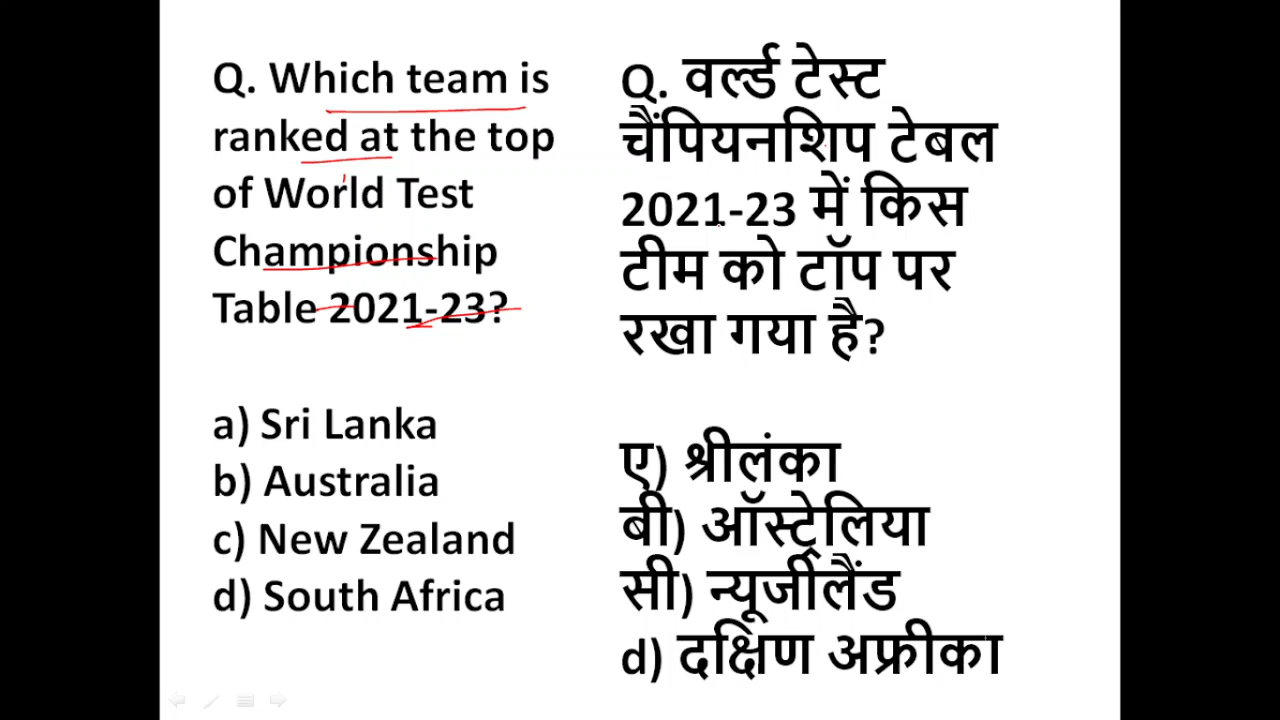 Q. Which team is
ranked at the top
of World Test
Championship
Table 2021-23?
a) Sri Lanka
b) Australia
c) New Zealand
d) South Africa
Q. वर्ल्ड टेस्ट
चैंपियनशिप टेबल
2021-23 में किस
टीम को टॉप पर
रखा गया है?
ए) श्रीलंका
बी) ऑस्ट्रेलिया
सी) न्यूजीलैंड
d) दक्षिण अफ्रीका